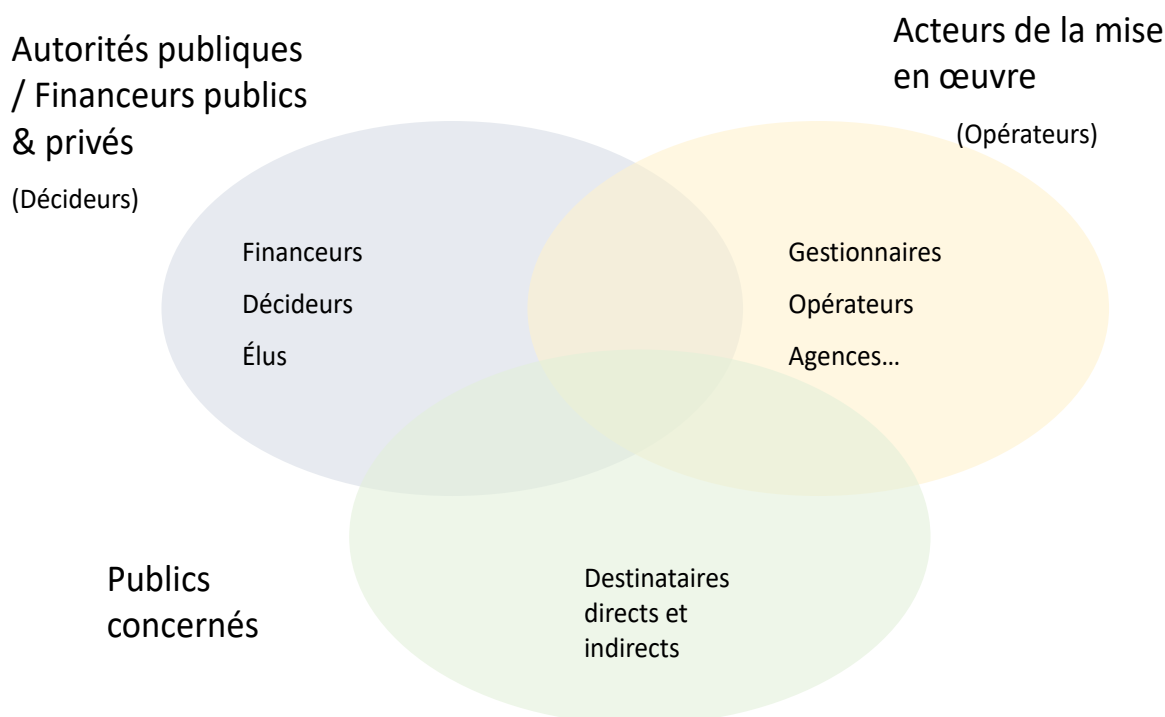 Autorités publiques
/ Financeurs publics
& privés
(Décideurs)
Acteurs de la mise
en œuvre
(Opérateurs)
Financeurs
Décideurs
Élus
Gestionnaires
Opérateurs
Agences…
Publics
concernés
Destinataires
directs et
indirects